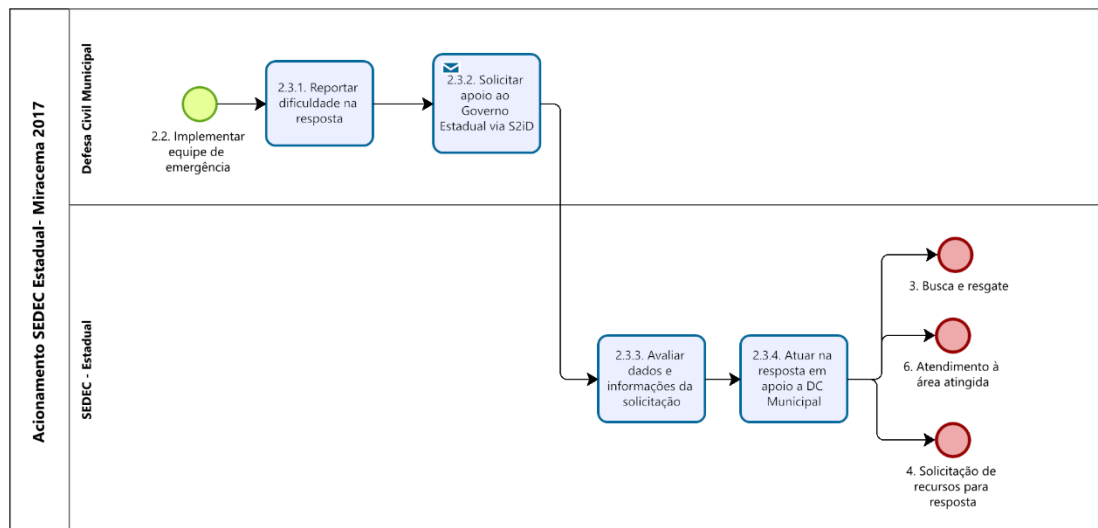 Acionamento SEDEC Estadual- Miracema 2017
Defesa Civil Municipal
2.2. Implementar
equipe de
emergência
2.3.1. Reportar
dificuldade na
resposta
2.3.2. Solicitar
apoio ao
Governo
Estadual via S2iD
SEDEC - Estadual
2.3.3. Avaliar
dados e
informações da
solicitação
2.3.4. Atuar na
resposta em
apoio a DC
Municipal
3. Busca e resgate
6. Atendimento à
área atingida
4. Solicitação de
recursos para
resposta